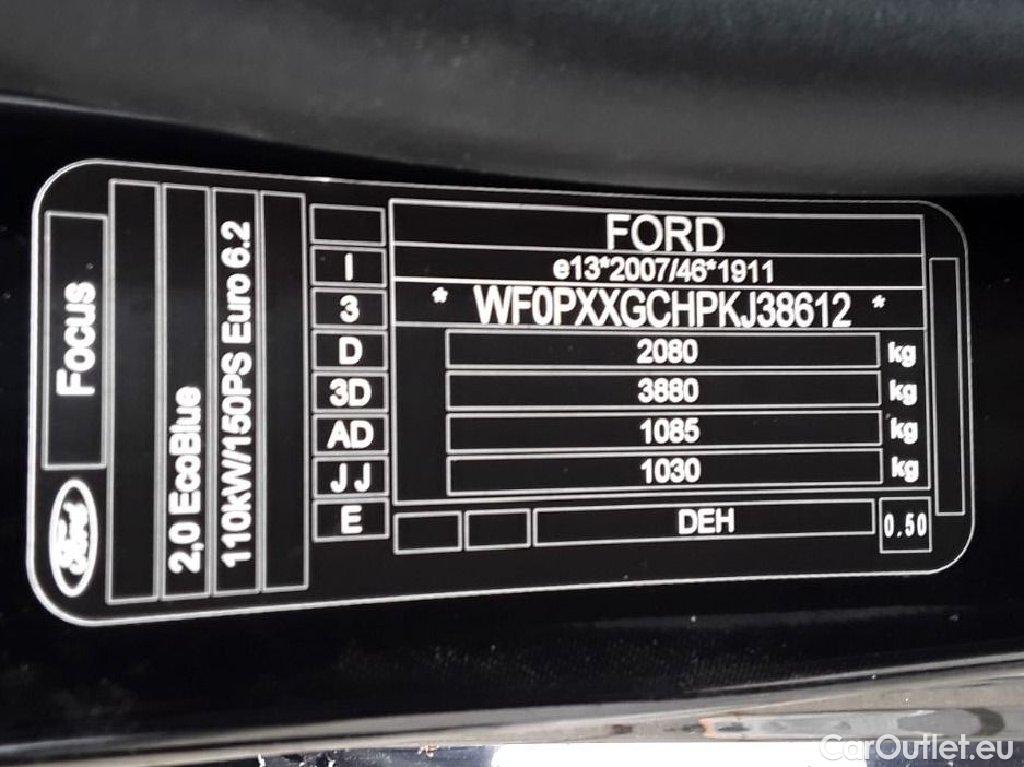 Focus
Ford
2,0 EcoBlue
110kW/150PS Euro 6.2
I
3
D
3D
AD
J J
E
FORD
e13*2007/46*1911
* WF0PXXGCHPKJ38612 *
2080 kg
3880 kg
1085 kg
1030 kg
DEH
0.50
CarOutlet.eu